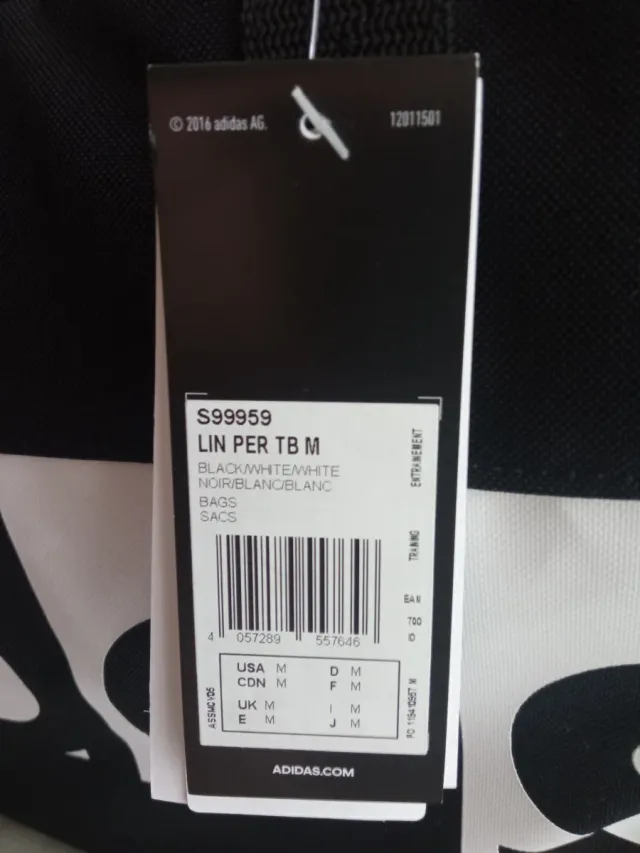 © 2016 adidas AG.
12011501
S99959
LIN PER TB M
BLACK/WHITE/WHITE
NOIR/BLANC/BLANC
BAGS
SACS
ENTRAINEMENT
TRAINING
700
4 057289 557646
USA M D M
CDN M F M
UK M I M
E M J M
ADIDAS.COM